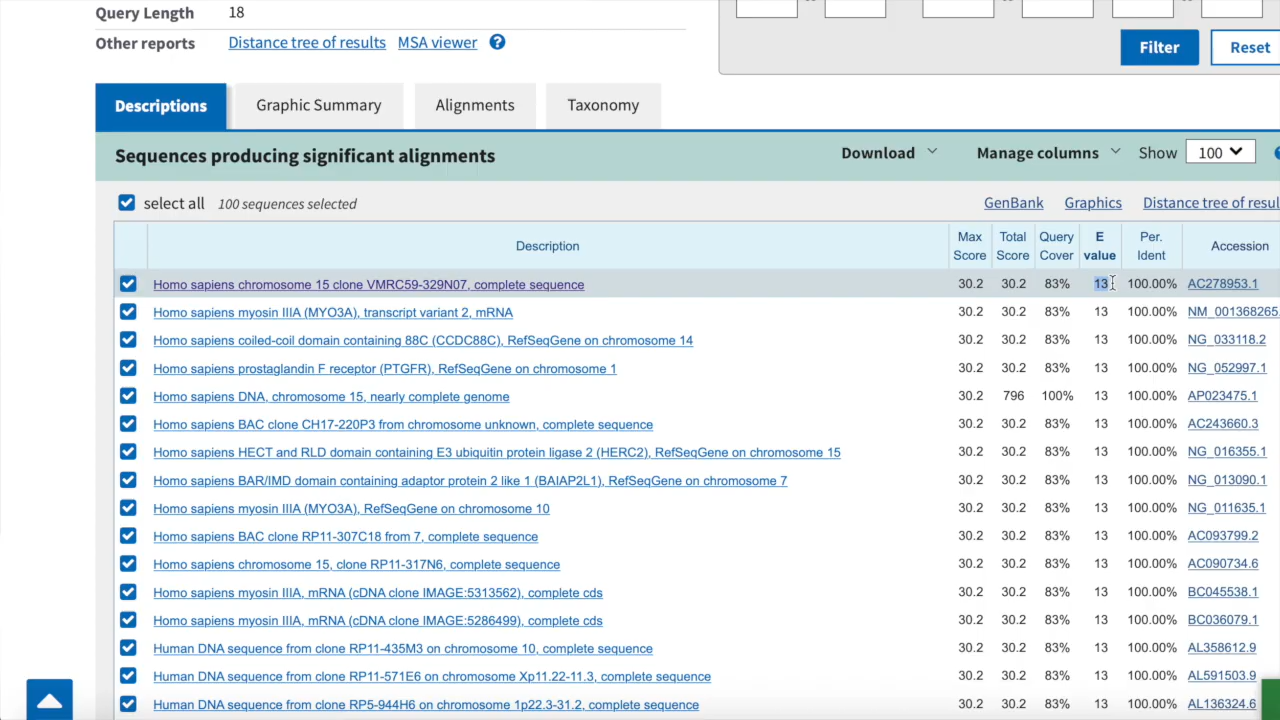 Query Length 18
Other reports Distance tree of results MSA viewer ?
Filter Reset
Descriptions Graphic Summary Alignments Taxonomy
Sequences producing significant alignments Download Manage columns Show 100
select all 100 sequences selected GenBank Graphics Distance tree of resul
Description Max Score Total Score Query Cover E value Per. Ident Accession
Homo sapiens chromosome 15 clone VMRC59-329N07, complete sequence 30.2 30.2 83% 13 100.00% AC278953.1
Homo sapiens myosin IIIA (MYO3A), transcript variant 2, mRNA 30.2 30.2 83% 13 100.00% NM_001368265.
Homo sapiens coiled-coil domain containing 88C (CCDC88C), RefSeqGene on chromosome 14 30.2 30.2 83% 13 100.00% NG_033118.2
Homo sapiens prostaglandin F receptor (PTGFR), RefSeqGene on chromosome 1 30.2 30.2 83% 13 100.00% NG_052997.1
Homo sapiens DNA, chromosome 15, nearly complete genome 30.2 796 100% 13 100.00% AP023475.1
Homo sapiens BAC clone CH17-220P3 from chromosome unknown, complete sequence 30.2 30.2 83% 13 100.00% AC243660.3
Homo sapiens HECT and RLD domain containing E3 ubiquitin protein ligase 2 (HERC2), RefSeqGene on chromosome 15 30.2 30.2 83% 13 100.00% NG_016355.1
Homo sapiens BAR/IMD domain containing adaptor protein 2 like 1 (BAIAP2L1), RefSeqGene on chromosome 7 30.2 30.2 83% 13 100.00% NG_013090.1
Homo sapiens myosin IIIA (MYO3A), RefSeqGene on chromosome 10 30.2 30.2 83% 13 100.00% NG_011635.1
Homo sapiens BAC clone RP11-307C18 from 7, complete sequence 30.2 30.2 83% 13 100.00% AC093799.2
Homo sapiens chromosome 15, clone RP11-317N6, complete sequence 30.2 30.2 83% 13 100.00% AC090734.6
Homo sapiens myosin IIIA, mRNA (cDNA clone IMAGE:5313562), complete cds 30.2 30.2 83% 13 100.00% BC045538.1
Homo sapiens myosin IIIA, mRNA (cDNA clone IMAGE:5286499), complete cds 30.2 30.2 83% 13 100.00% BC036079.1
Human DNA sequence from clone RP11-435M3 on chromosome 10, complete sequence 30.2 30.2 83% 13 100.00% AL358612.9
Human DNA sequence from clone RP11-571E6 on chromosome Xp11.22-11.3, complete sequence 30.2 30.2 83% 13 100.00% AL591503.9
Human DNA sequence from clone RP5-944H6 on chromosome 1p22.3-31.2, complete sequence 30.2 30.2 83% 13 100.00% AL136324.6